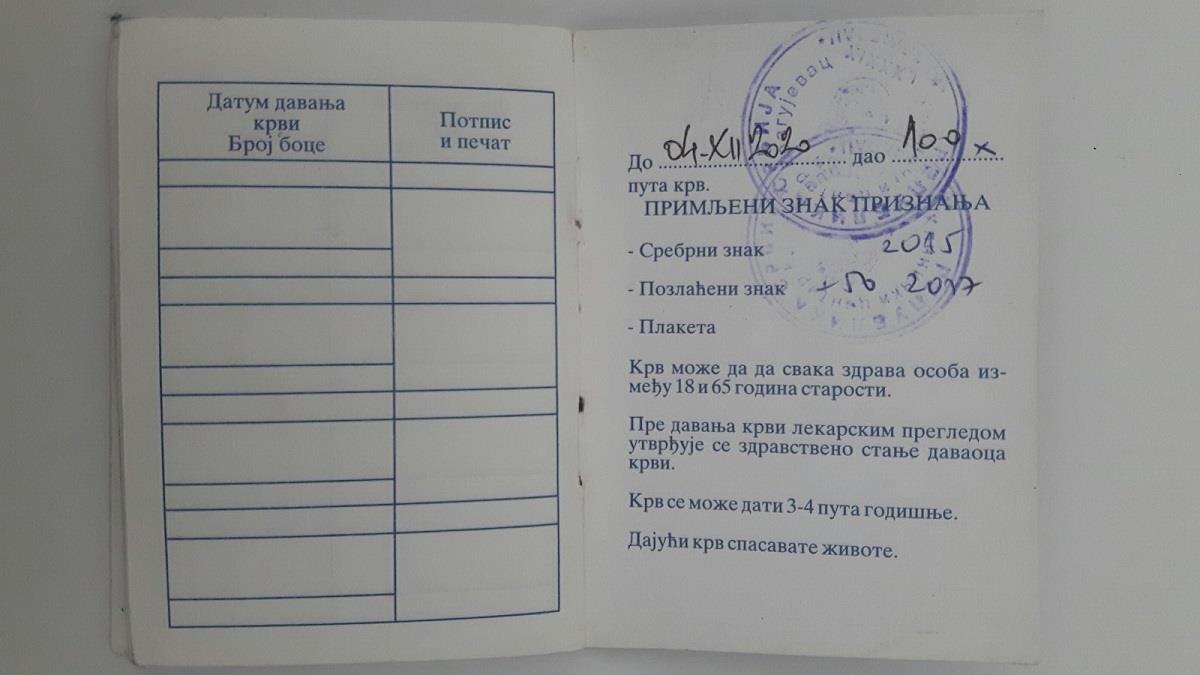 Датум давања
крви
Број боце
Потпис
и печат
До 04-XII 2020 дао 100 x
пута крв.
ПРИМЉЕНИ ЗНАК ПРИЗНАЊА
- Сребрни знак 2015
- Позлаћени знак +50 2017
- Плакета
Крв може да да свака здрава особа из-
међу 18 и 65 година старости.
Пре давања крви лекарским прегледом
утврђује се здравствено стање даваоца
крви.
Крв се може дати 3-4 пута годишње.
Дајући крв спасавате животе.